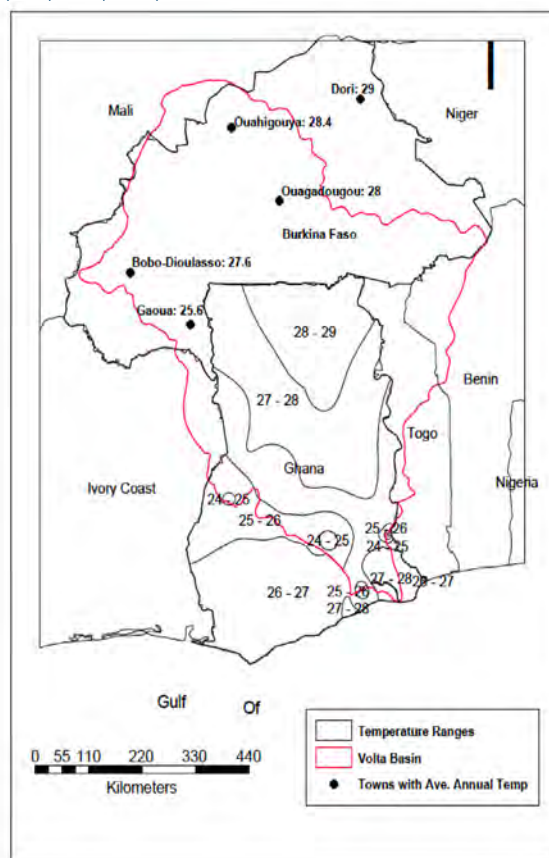 Dori: 29
Mali
Niger
Ouahigouya: 28.4
Ouagadougou: 28
Burkina Faso
Bobo-Dioulasso: 27.6
Gaoua: 25.6
28 - 29
27 - 28
Benin
Togo
Ghana
Ivory Coast
Nigeria
24 - 25
25 - 26
25 - 26
24 - 25
24 - 25
27 - 28
26 - 27
26 - 27
25 - 26
27 - 28
Gulf Of
Temperature Ranges
Volta Basin
Towns with Ave. Annual Temp
0 55 110 220 330 440
Kilometers